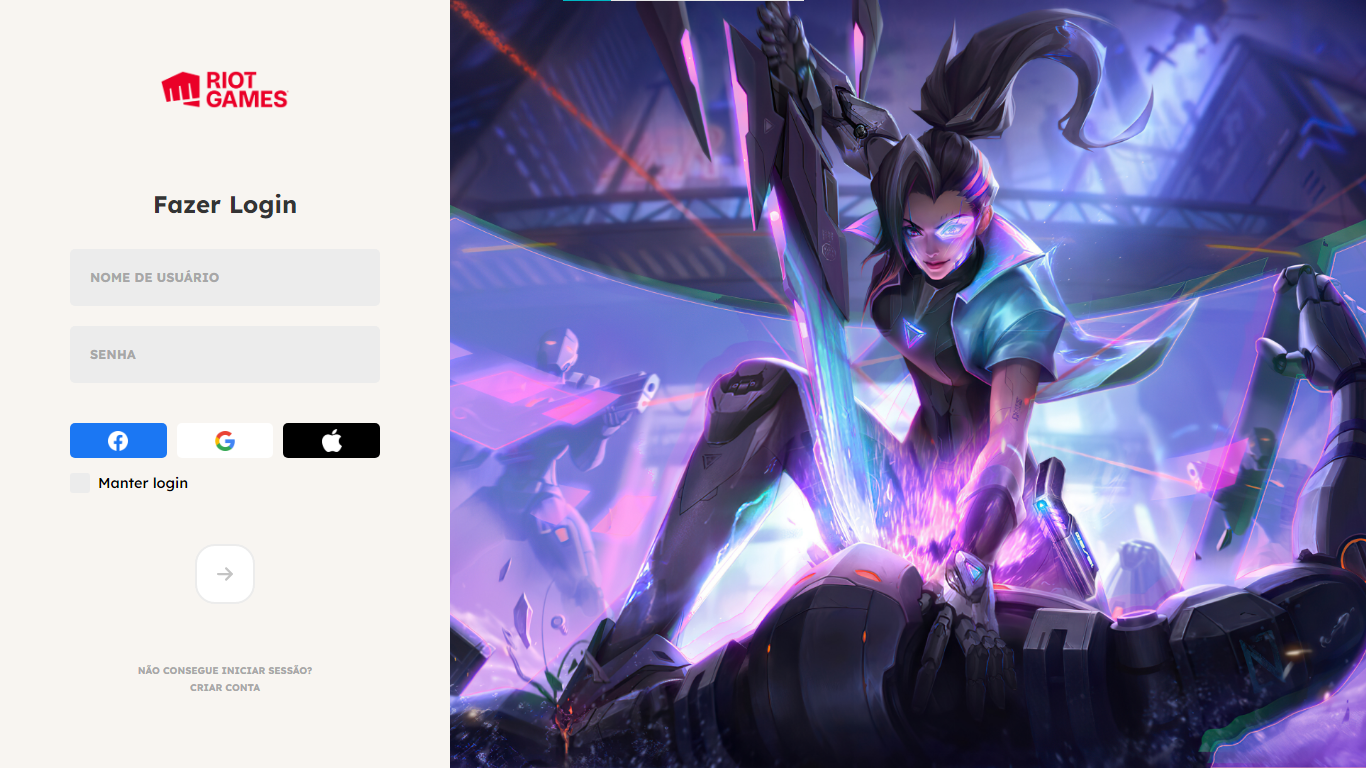 RIOT
GAMES
Fazer Login
NOME DE USUÁRIO
SENHA
Manter login
NÃO CONSEGUE INICIAR SESSÃO?
CRIAR CONTA